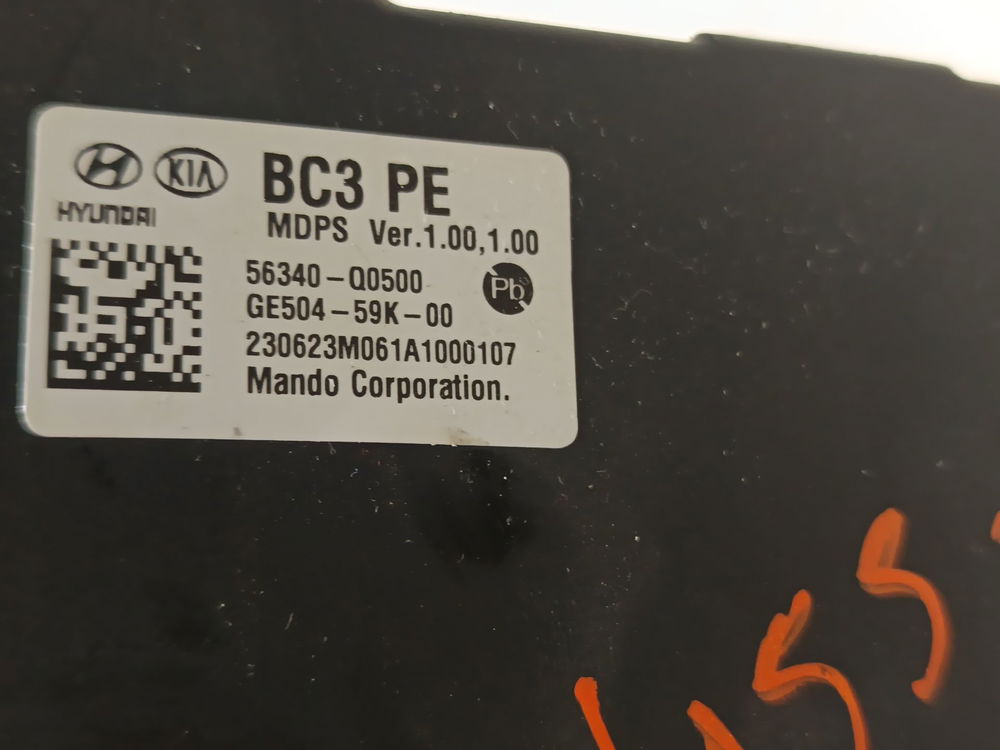 KIA
HYUNDAI
BC3 PE
MDPS Ver.1.00,1.00
56340-Q0500
Pb
GE504-59K-00
230623M061A1000107
Mando Corporation.